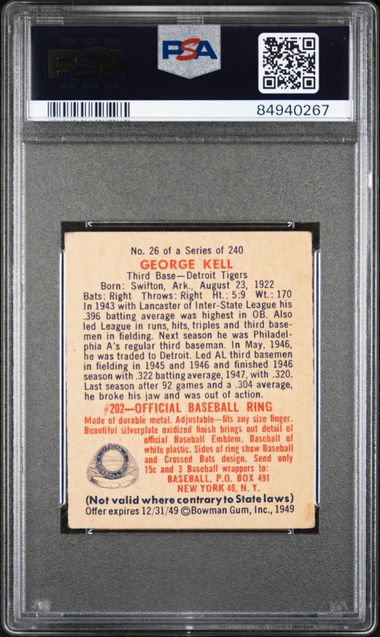 PSA
PSA
84940267
No. 26 of a Series of 240
GEORGE KELL
Third Base—Detroit Tigers
Born: Swifton, Ark., August 23, 1922
Bats: Right Throws: Right Ht.: 5:9 Wt.: 170
In 1943 with Lancaster of Inter-State League his
.396 batting average was highest in OB. Also
led League in runs, hits, triples and third base-
men in fielding. Next season he was Philadel-
phia A's regular third baseman. In May, 1946,
he was traded to Detroit. Led AL third basemen
in fielding in 1945 and 1946 and finished 1946
season with .322 batting average, 1947, with .320.
Last season after 92 games and a .304 average,
he broke his jaw and was out of action.
#202—OFFICIAL BASEBALL RING
Made of durable metal. Adjustable—fits any size finger.
Beautiful silverplate oxidized finish brings out detail of
official Baseball Emblem. Baseball of
white plastic. Sides of ring show Baseball
and Crossed Bats design. Send only
15c and 3 Baseball wrappers to:
BASEBALL, P.O. BOX 491
NEW YORK 46, N. Y.
(Not valid where contrary to State laws)
Offer expires 12/31/49 ©Bowman Gum, Inc., 1949